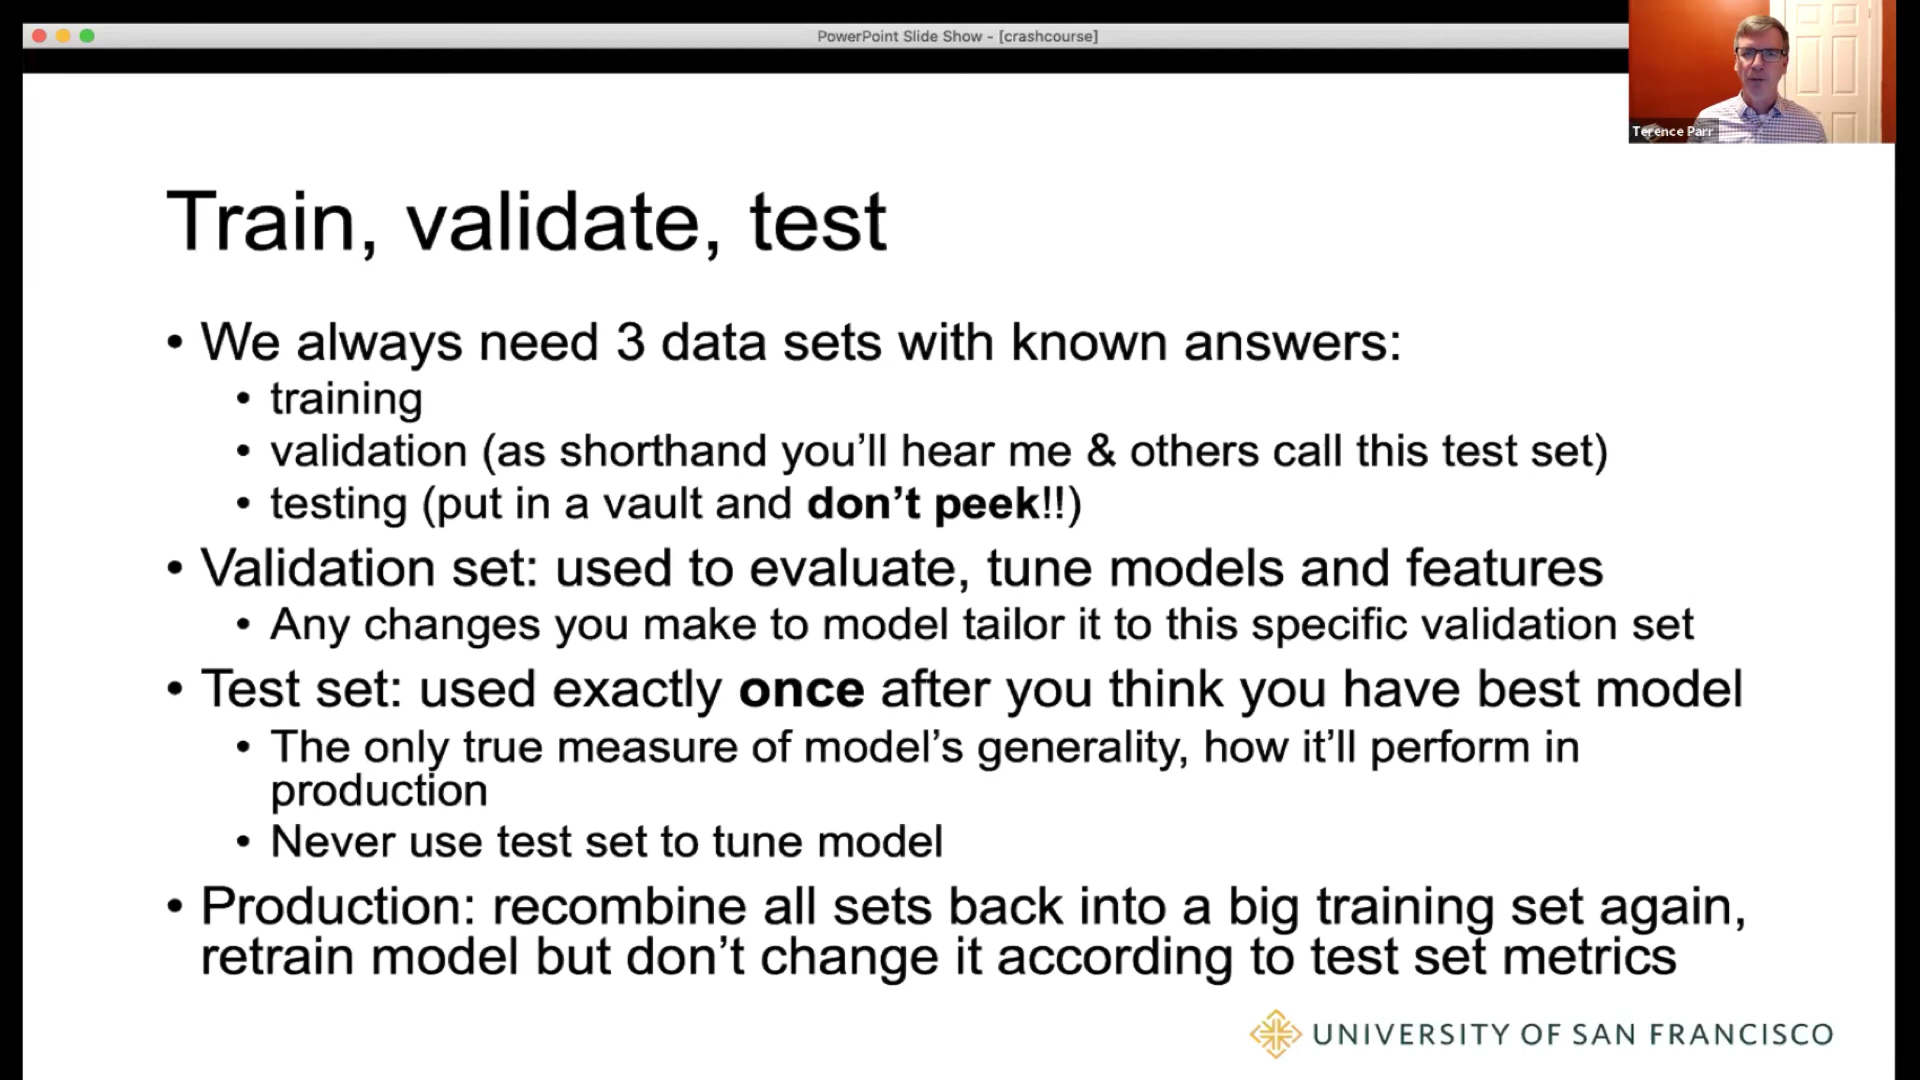 PowerPoint Slide Show - [crashcourse]
Terence Parr
Train, validate, test
• We always need 3 data sets with known answers:
• training
• validation (as shorthand you’ll hear me & others call this test set)
• testing (put in a vault and don’t peek!!)
• Validation set: used to evaluate, tune models and features
• Any changes you make to model tailor it to this specific validation set
• Test set: used exactly once after you think you have best model
• The only true measure of model’s generality, how it’ll perform in
production
• Never use test set to tune model
• Production: recombine all sets back into a big training set again,
retrain model but don’t change it according to test set metrics
UNIVERSITY OF SAN FRANCISCO